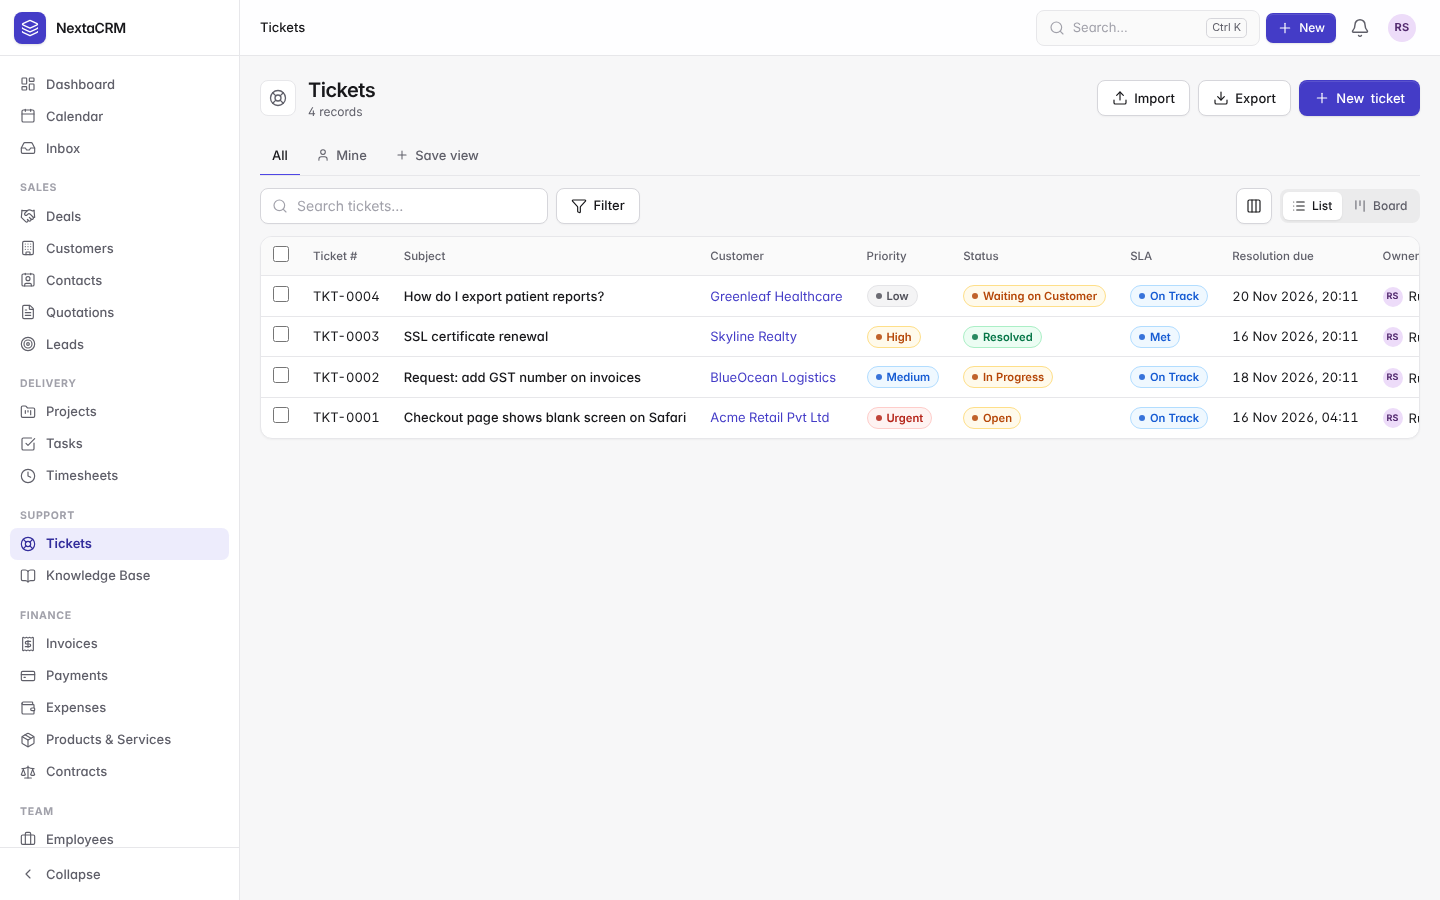 NextaCRM
Tickets
Search...
Ctrl K
New
RS
Dashboard
Calendar
Inbox
SALES
Deals
Customers
Contacts
Quotations
Leads
DELIVERY
Projects
Tasks
Timesheets
SUPPORT
Tickets
Knowledge Base
FINANCE
Invoices
Payments
Expenses
Products & Services
Contracts
TEAM
Employees
Collapse
Tickets
4 records
Import
Export
New ticket
All
Mine
Save view
Search tickets...
Filter
List
Board
Ticket # Subject Customer Priority Status SLA Resolution due Owner
TKT-0004 How do I export patient reports? Greenleaf Healthcare Low Waiting on Customer On Track 20 Nov 2026, 20:11 RS
TKT-0003 SSL certificate renewal Skyline Realty High Resolved Met 16 Nov 2026, 20:11 RS
TKT-0002 Request: add GST number on invoices BlueOcean Logistics Medium In Progress On Track 18 Nov 2026, 20:11 RS
TKT-0001 Checkout page shows blank screen on Safari Acme Retail Pvt Ltd Urgent Open On Track 16 Nov 2026, 04:11 RS